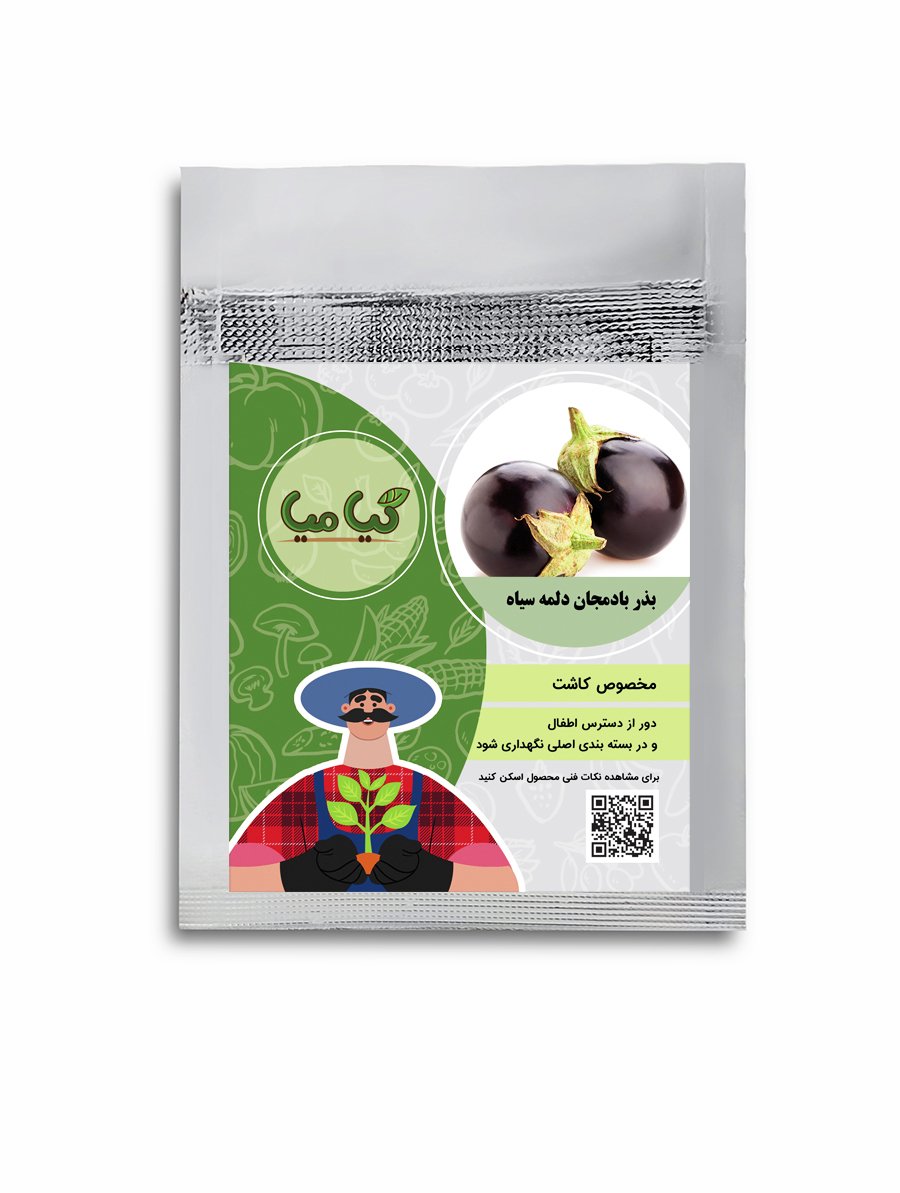 گیا میا
بذر بادمجان دلمه سیاه
مخصوص کاشت
دور از دسترس اطفال
و در بسته بندی اصلی نگهداری شود
برای مشاهده نکات فنی محصول اسکن کنید